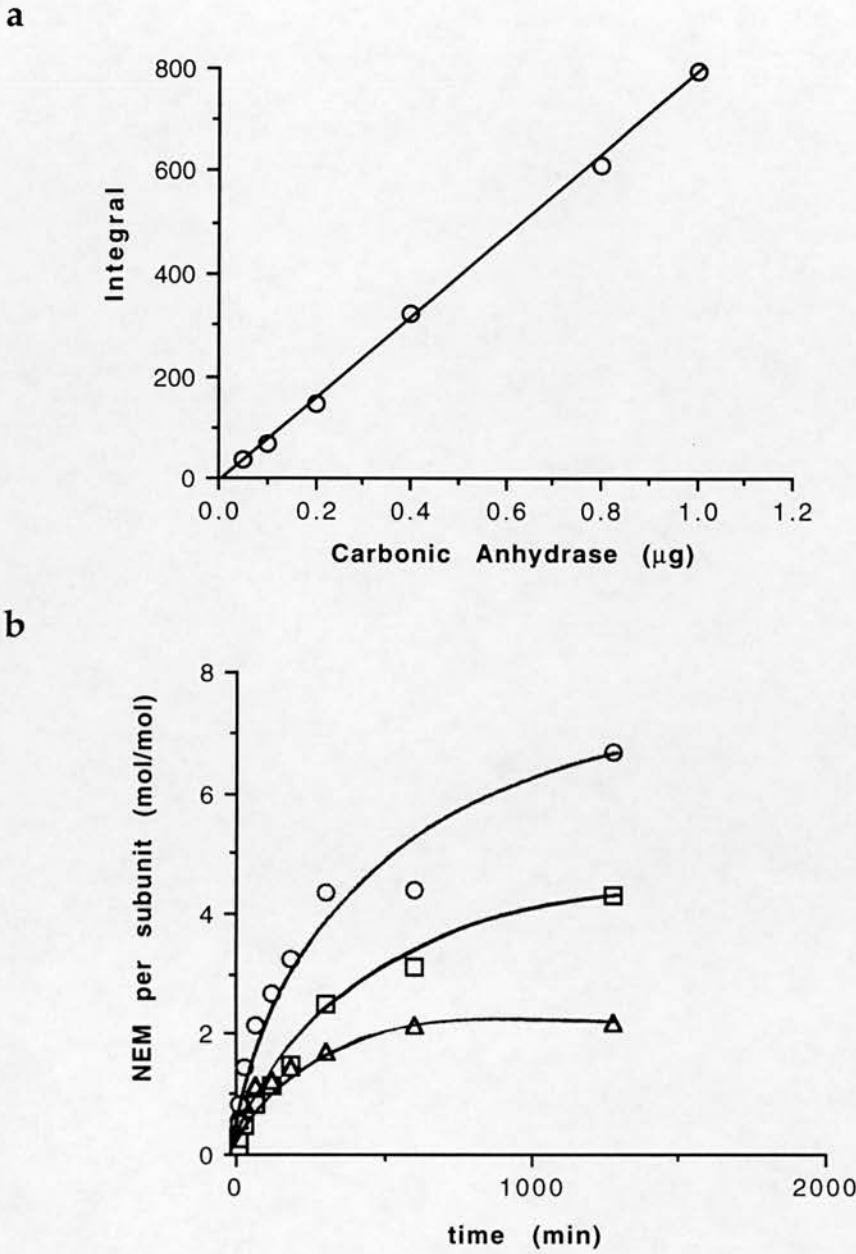 a
800
600
400
200
0
Integral
0.0 0.2 0.4 0.6 0.8 1.0 1.2
Carbonic Anhydrase (μg)
b
8
6
4
2
0
NEM per subunit (mol/mol)
0 1000 2000
time (min)